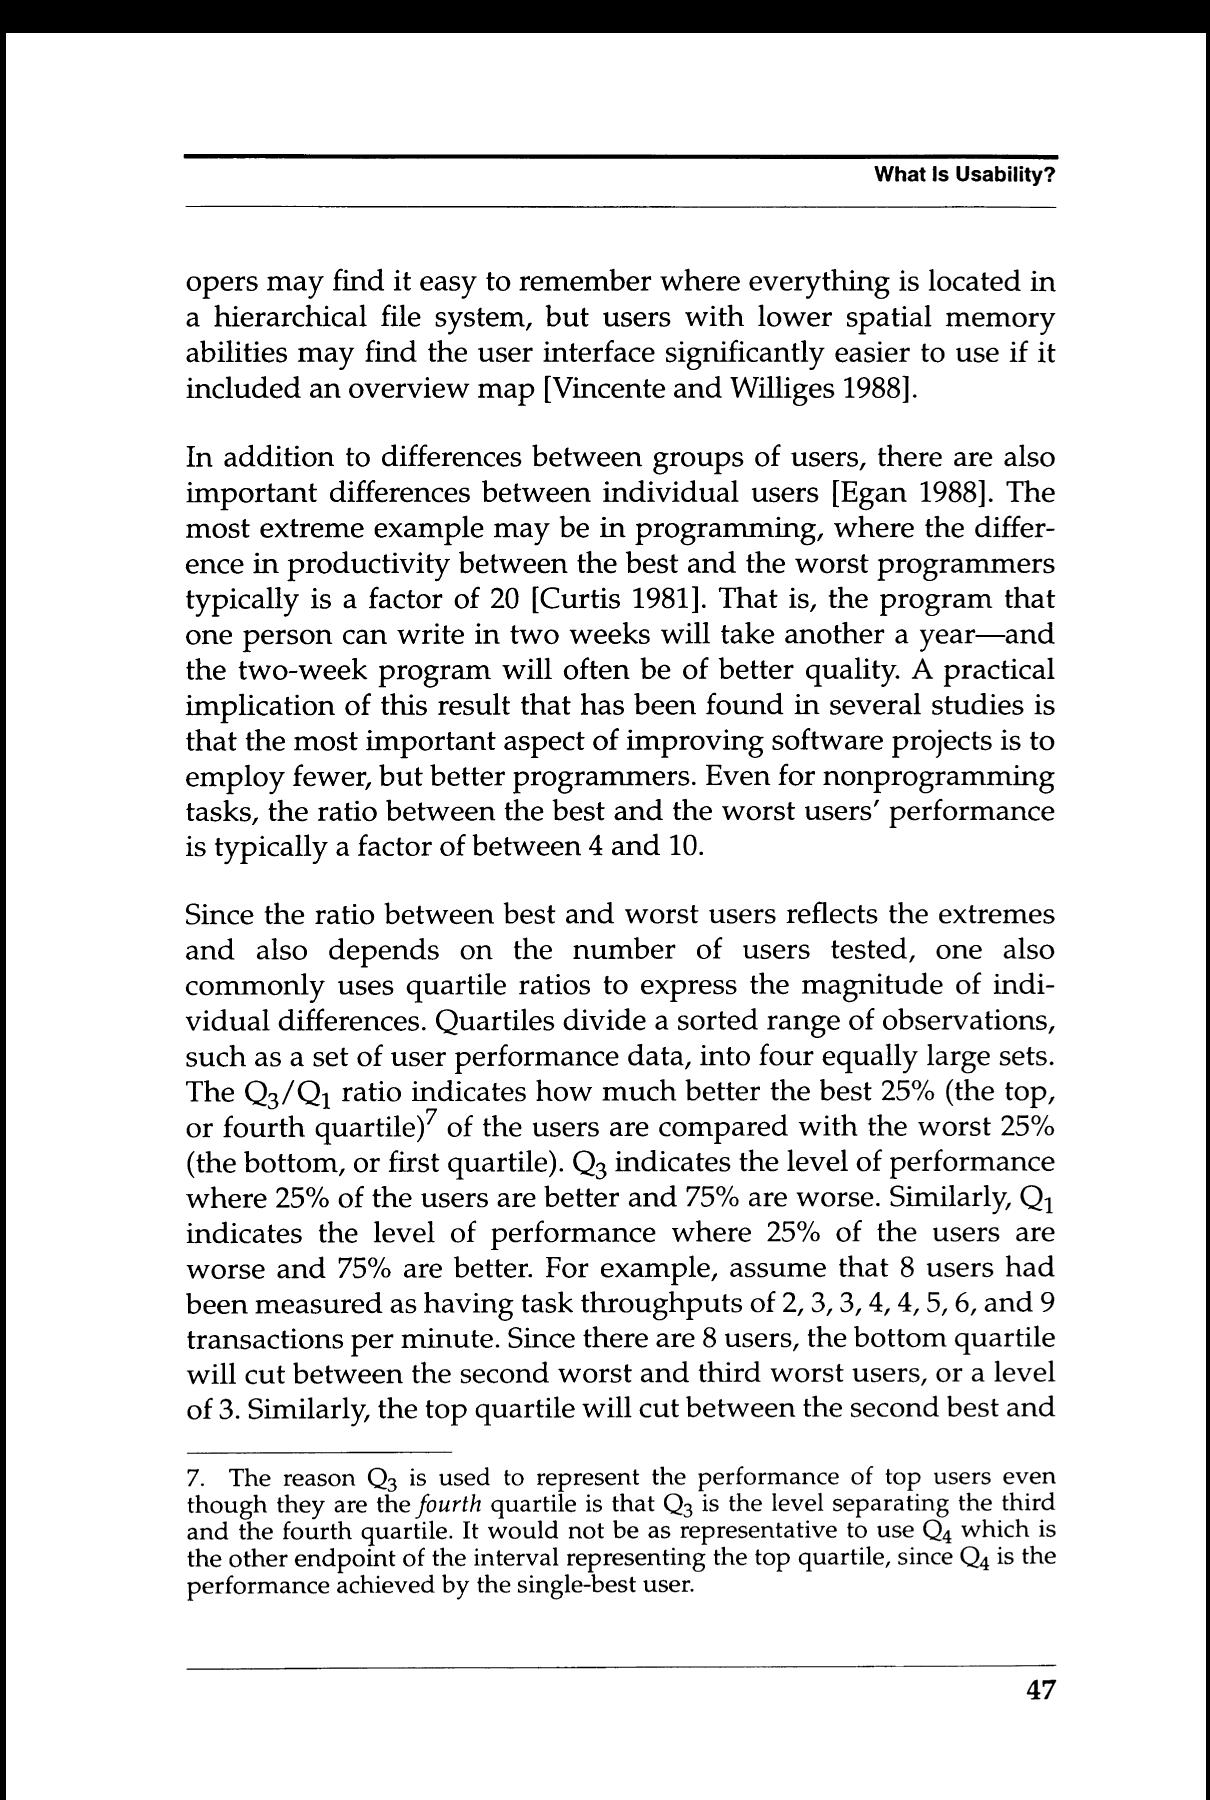 What Is Usability?
opers may find it easy to remember where everything is located in
a hierarchical file system, but users with lower spatial memory
abilities may find the user interface significantly easier to use if it
included an overview map [Vincente and Williges 1988].
In addition to differences between groups of users, there are also
important differences between individual users [Egan 1988]. The
most extreme example may be in programming, where the differ-
ence in productivity between the best and the worst programmers
typically is a factor of 20 [Curtis 1981]. That is, the program that
one person can write in two weeks will take another a year—and
the two-week program will often be of better quality. A practical
implication of this result that has been found in several studies is
that the most important aspect of improving software projects is to
employ fewer, but better programmers. Even for nonprogramming
tasks, the ratio between the best and the worst users' performance
is typically a factor of between 4 and 10.
Since the ratio between best and worst users reflects the extremes
and also depends on the number of users tested, one also
commonly uses quartile ratios to express the magnitude of indi-
vidual differences. Quartiles divide a sorted range of observations,
such as a set of user performance data, into four equally large sets.
The Q3/Q1 ratio indicates how much better the best 25% (the top,
or fourth quartile)7 of the users are compared with the worst 25%
(the bottom, or first quartile). Q3 indicates the level of performance
where 25% of the users are better and 75% are worse. Similarly, Q1
indicates the level of performance where 25% of the users are
worse and 75% are better. For example, assume that 8 users had
been measured as having task throughputs of 2, 3, 3, 4, 4, 5, 6, and 9
transactions per minute. Since there are 8 users, the bottom quartile
will cut between the second worst and third worst users, or a level
of 3. Similarly, the top quartile will cut between the second best and
7. The reason Q3 is used to represent the performance of top users even
though they are the fourth quartile is that Q3 is the level separating the third
and the fourth quartile. It would not be as representative to use Q4 which is
the other endpoint of the interval representing the top quartile, since Q4 is the
performance achieved by the single-best user.
47